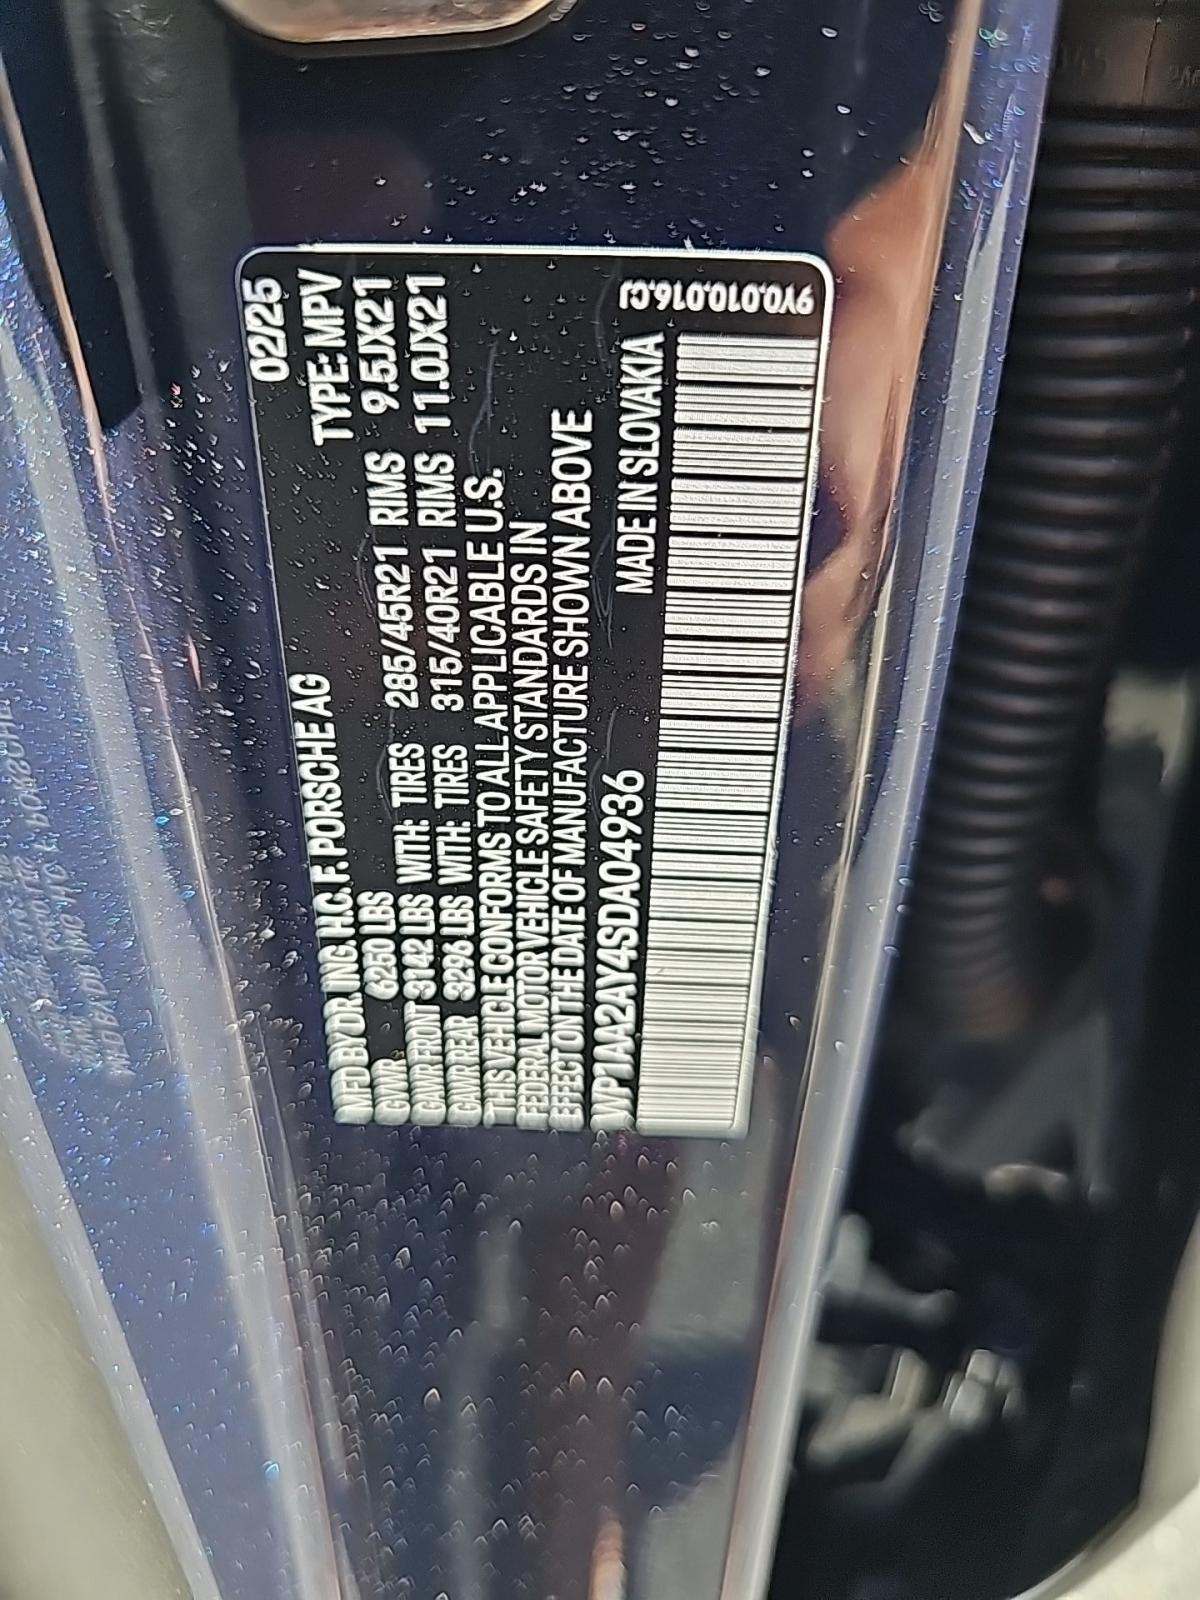 02/25
MFD BY DR ING. H.C. F. PORSCHE AG TYPE: MPV
GVWR 6250 LBS
GAWR FRONT 3142 LBS WITH: TIRES 285/45R21 RIMS 9.5JX21
GAWR REAR 3296 LBS WITH: TIRES 315/40R21 RIMS 11.0JX21
THIS VEHICLE CONFORMS TO ALL APPLICABLE U.S.
FEDERAL MOTOR VEHICLE SAFETY STANDARDS IN
EFFECT ON THE DATE OF MANUFACTURE SHOWN ABOVE
WP1AA2AY4SDA04936 MADE IN SLOVAKIA 9Y0.010.016.CJ